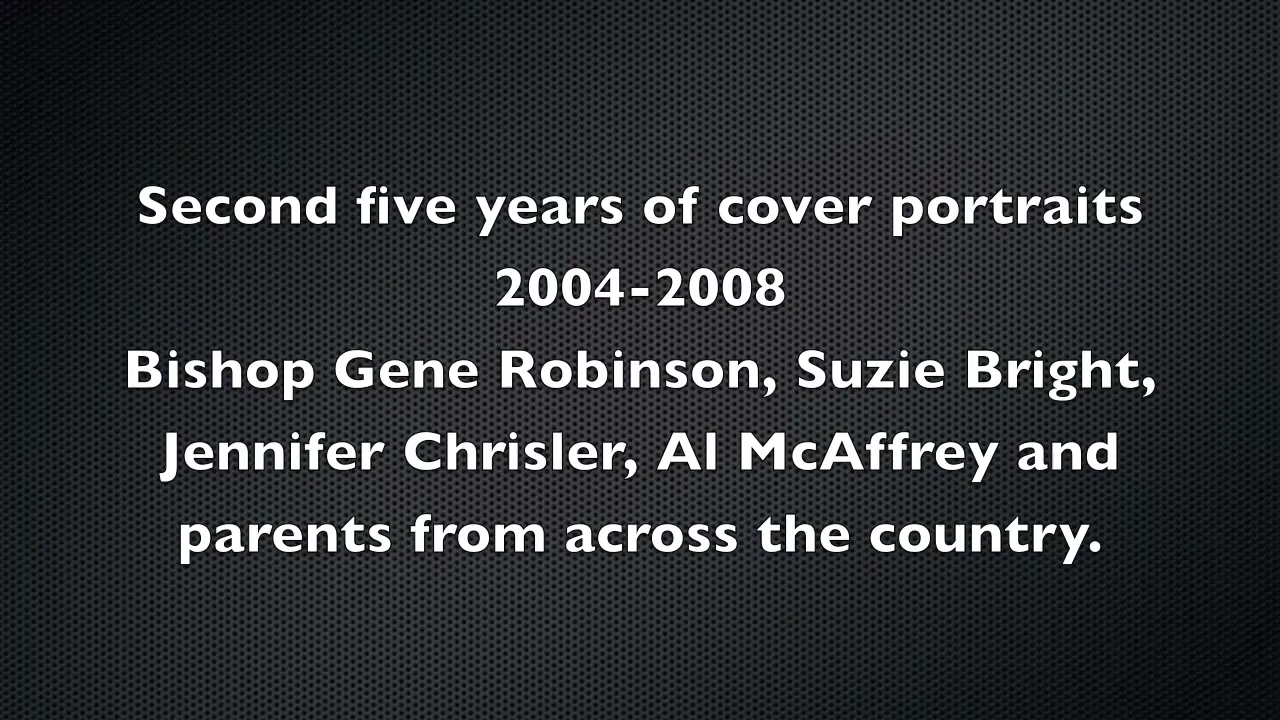 Second five years of cover portraits
2004-2008
Bishop Gene Robinson, Suzie Bright,
Jennifer Chrisler, Al McAffrey and
parents from across the country.